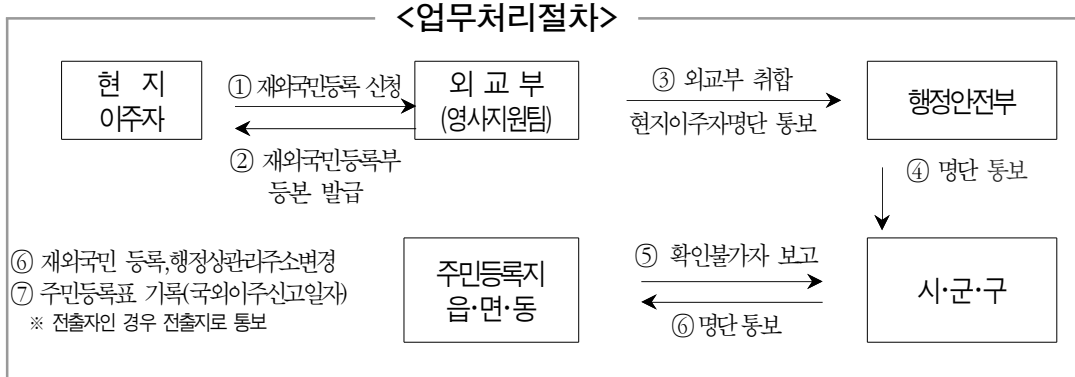 <업무처리절차>
현 지
이주자
① 재외국민등록 신청
② 재외국민등록부
등본 발급
외 교 부
(영사지원팀)
③ 외교부 취합
현지이주자명단 통보
행정안전부
④ 명단 통보
⑥ 재외국민 등록,행정상관리주소변경
⑦ 주민등록표 기록(국외이주신고일자)
※ 전출자인 경우 전출지로 통보
주민등록지
읍·면·동
⑤ 확인불가자 보고
⑥ 명단 통보
시·군·구